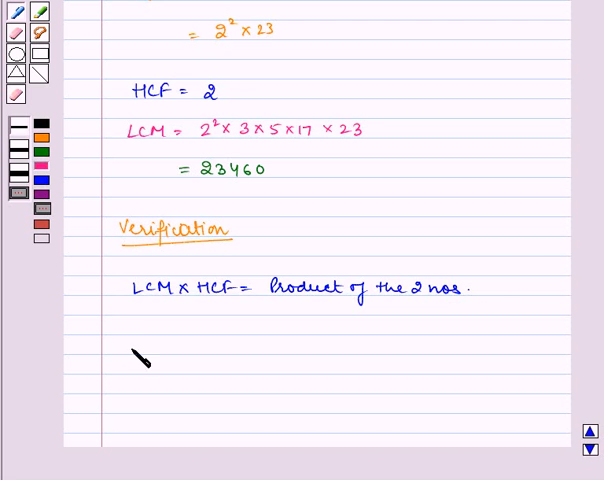 = 2² × 23
HCF = 2
LCM = 2² × 3 × 5 × 17 × 23
= 23460
Verification
LCM × HCF = Product of the 2 nos.